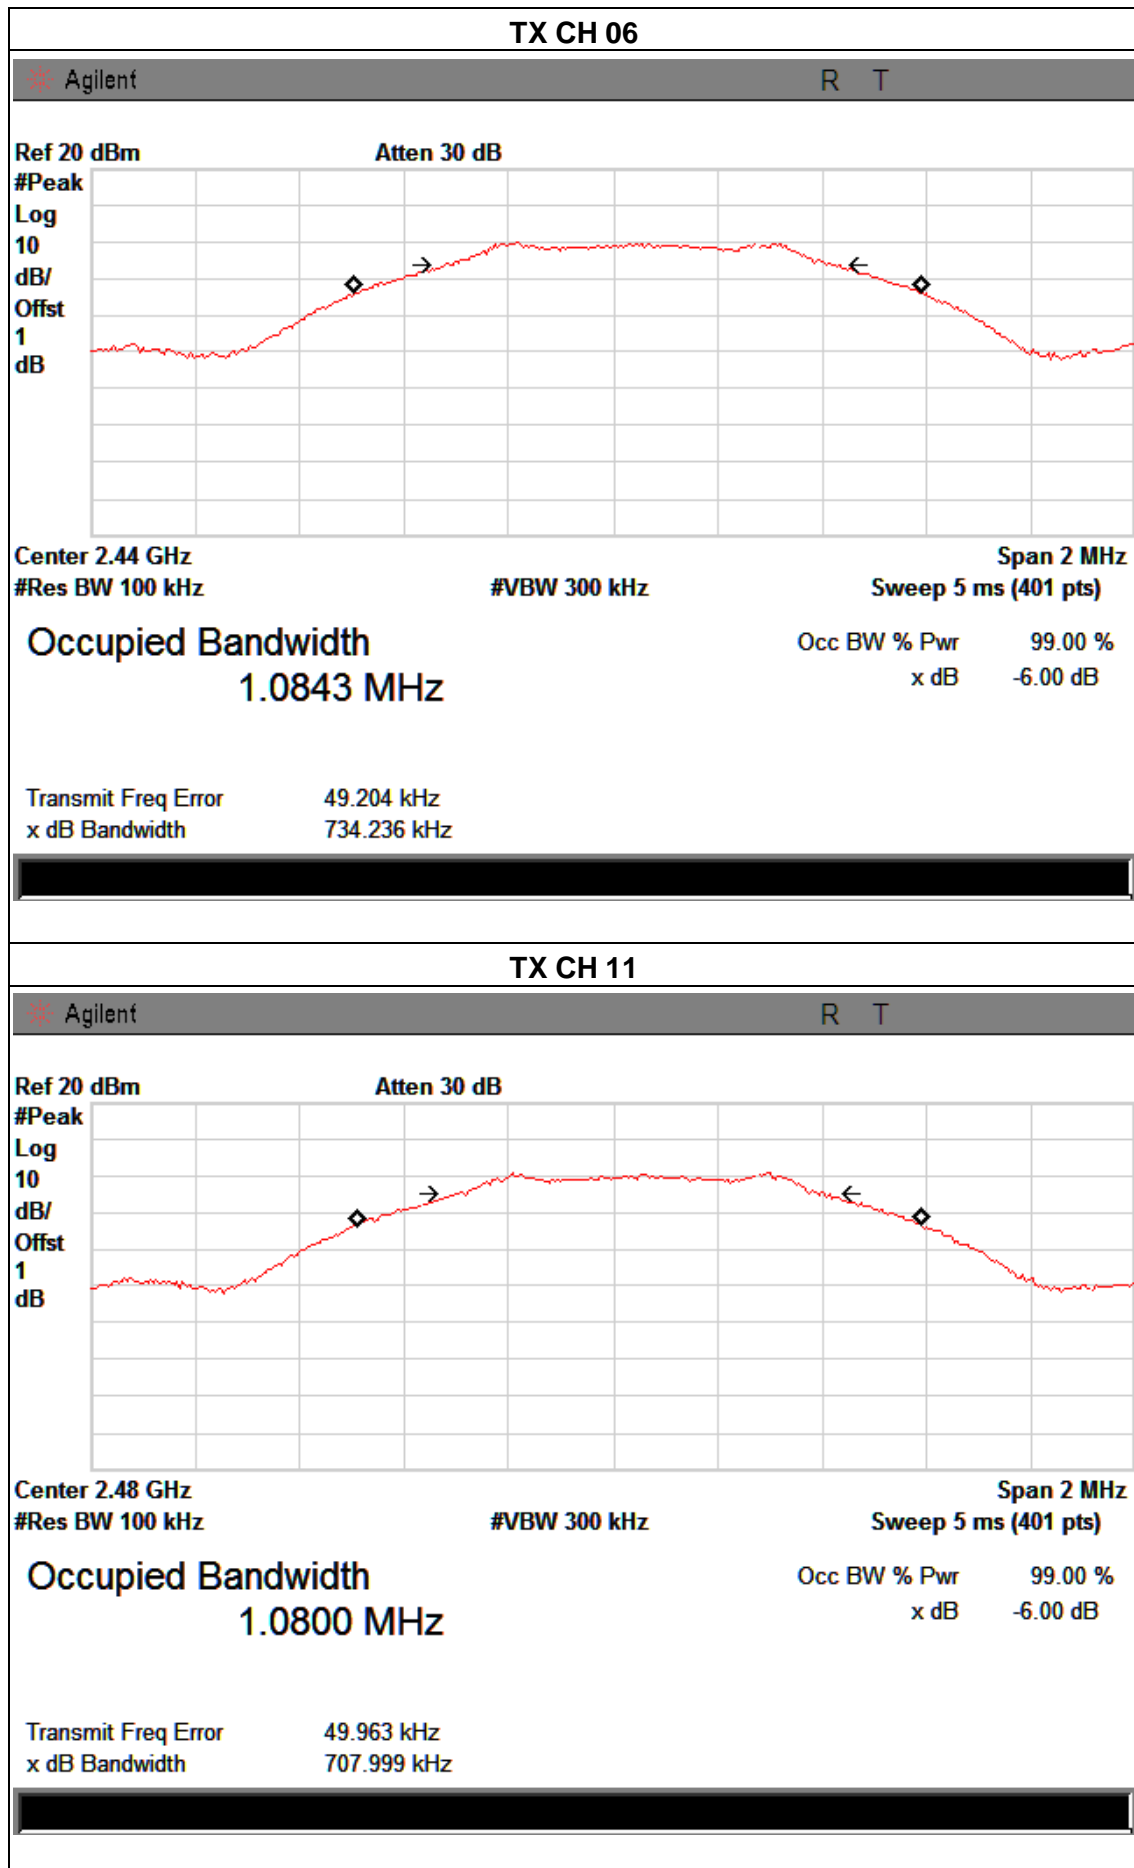 TX CH 06
Agilent R T
Ref 20 dBm Atten 30 dB
#Peak
Log
10
dB/
Offst
1
dB
Center 2.44 GHz Span 2 MHz
#Res BW 100 kHz #VBW 300 kHz Sweep 5 ms (401 pts)
Occupied Bandwidth Occ BW % Pwr 99.00 %
1.0843 MHz x dB -6.00 dB
Transmit Freq Error 49.204 kHz
x dB Bandwidth 734.236 kHz
TX CH 11
Agilent R T
Ref 20 dBm Atten 30 dB
#Peak
Log
10
dB/
Offst
1
dB
Center 2.48 GHz Span 2 MHz
#Res BW 100 kHz #VBW 300 kHz Sweep 5 ms (401 pts)
Occupied Bandwidth Occ BW % Pwr 99.00 %
1.0800 MHz x dB -6.00 dB
Transmit Freq Error 49.963 kHz
x dB Bandwidth 707.999 kHz